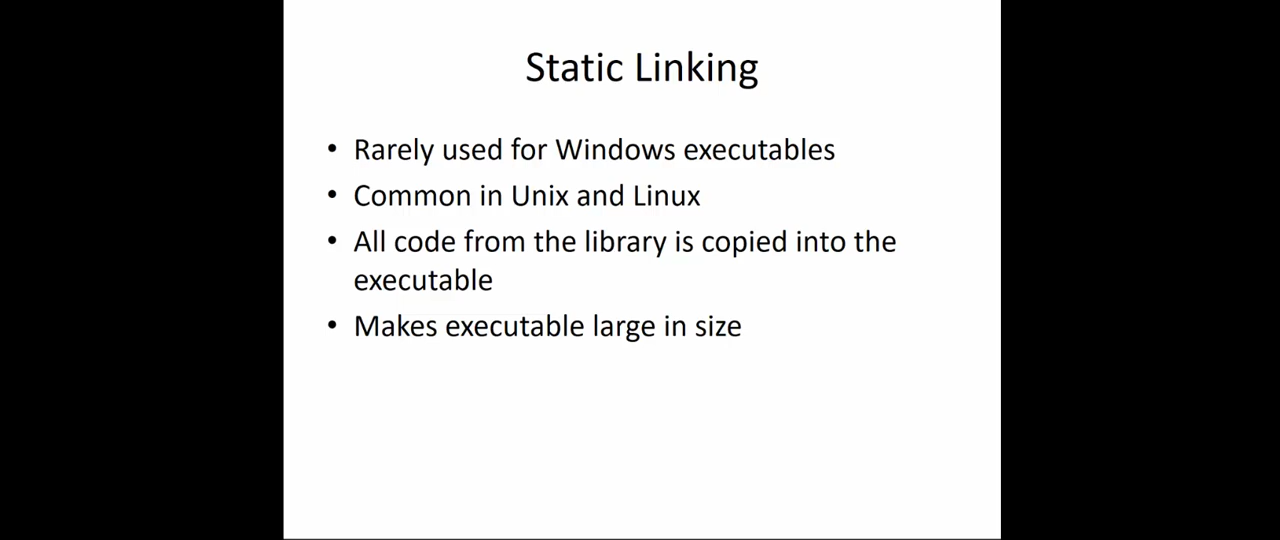 Static Linking
• Rarely used for Windows executables
• Common in Unix and Linux
• All code from the library is copied into the
executable
• Makes executable large in size